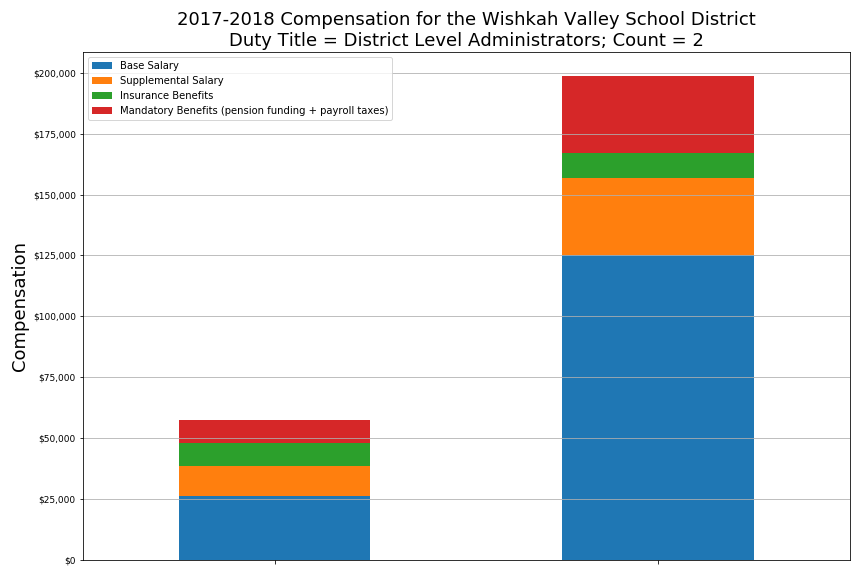 2017-2018 Compensation for the Wishkah Valley School District
Duty Title = District Level Administrators; Count = 2
Base Salary
Supplemental Salary
Insurance Benefits
Mandatory Benefits (pension funding + payroll taxes)
$200,000
$175,000
$150,000
$125,000
$100,000
$75,000
$50,000
$25,000
$0
Compensation